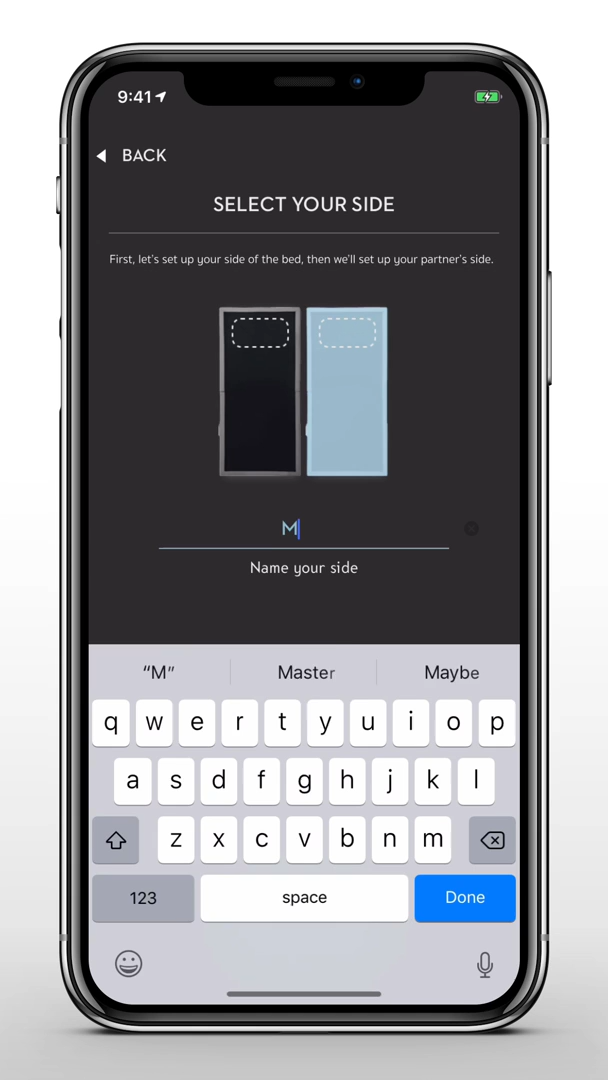 9:41
BACK
SELECT YOUR SIDE
First, let's set up your side of the bed, then we'll set up your partner's side.
M
Name your side
“M” Master Maybe
q w e r t y u i o p
a s d f g h j k l
z x c v b n m
123 space Done